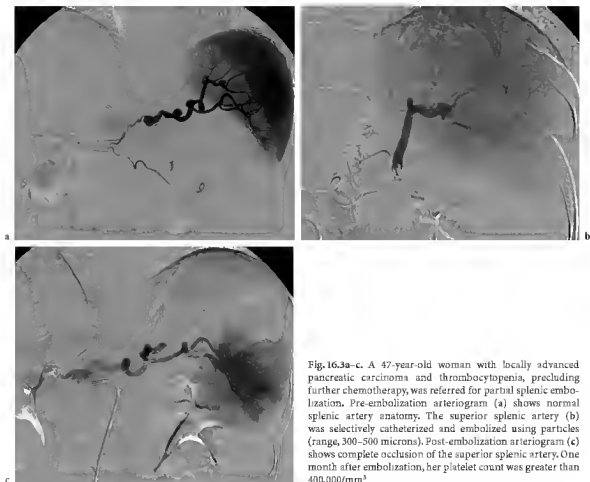 a
b
c
Fig. 16.3a–c. A 47-year-old woman with locally advanced
pancreatic carcinoma and thrombocytopenia, precluding
further chemotherapy, was referred for partial splenic embo-
lization. Pre-embolization arteriogram (a) shows normal
splenic artery anatomy. The superior splenic artery (b)
was selectively catheterized and embolized using particles
(range, 300–500 microns). Post-embolization arteriogram (c)
shows complete occlusion of the superior splenic artery. One
month after embolization, her platelet count was greater than
400,000/mm³